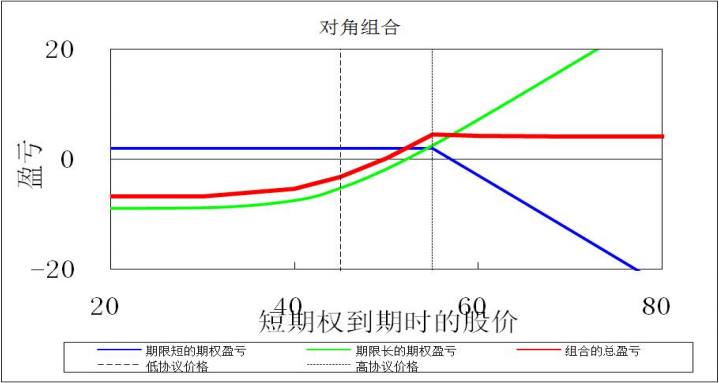 对角组合
20
0
-20
盈亏
20 40 60 80
短期权到期时的股价
期限短的期权盈亏 期限长的期权盈亏 组合的总盈亏
低协议价格 高协议价格